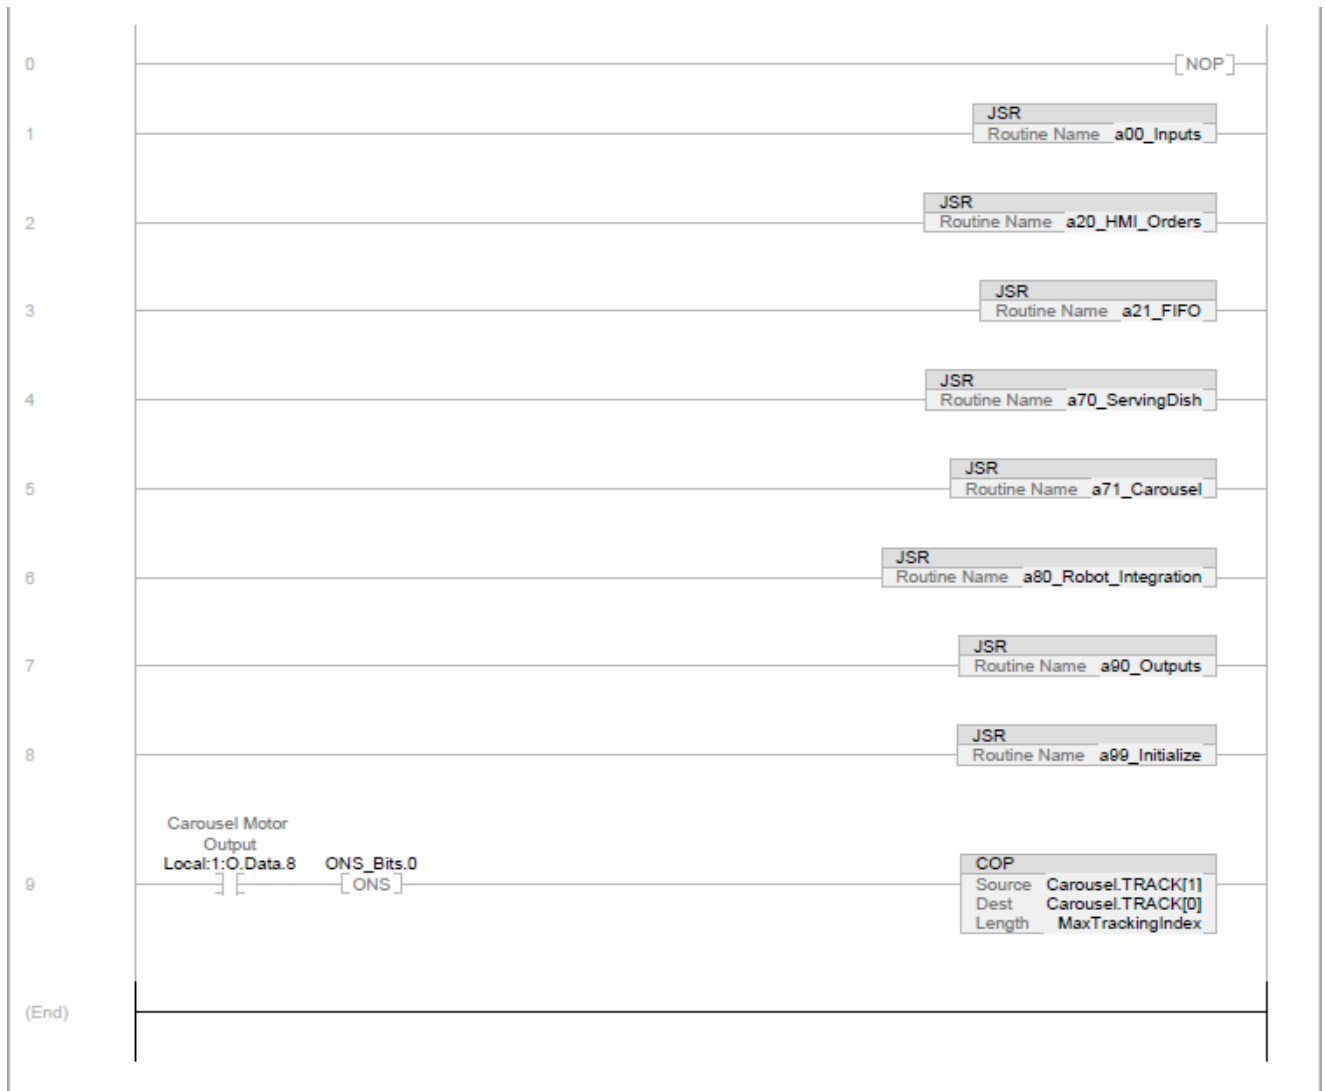 0
NOP
JSR
1
Routine Name a00_Inputs
JSR
2
Routine Name a20_HMI_Orders
JSR
3
Routine Name a21_FIFO
JSR
4
Routine Name a70_ServingDish
JSR
5
Routine Name a71_Carousel
JSR
6
Routine Name a80_Robot_Integration
JSR
7
Routine Name a90_Outputs
JSR
8
Routine Name a99_Initialize
Carousel Motor
Output
Local:1:O.Data.8 ONS_Bits.0
9
ONS
COP
Source Carousel.TRACK[1]
Dest Carousel.TRACK[0]
Length MaxTrackingIndex
(End)